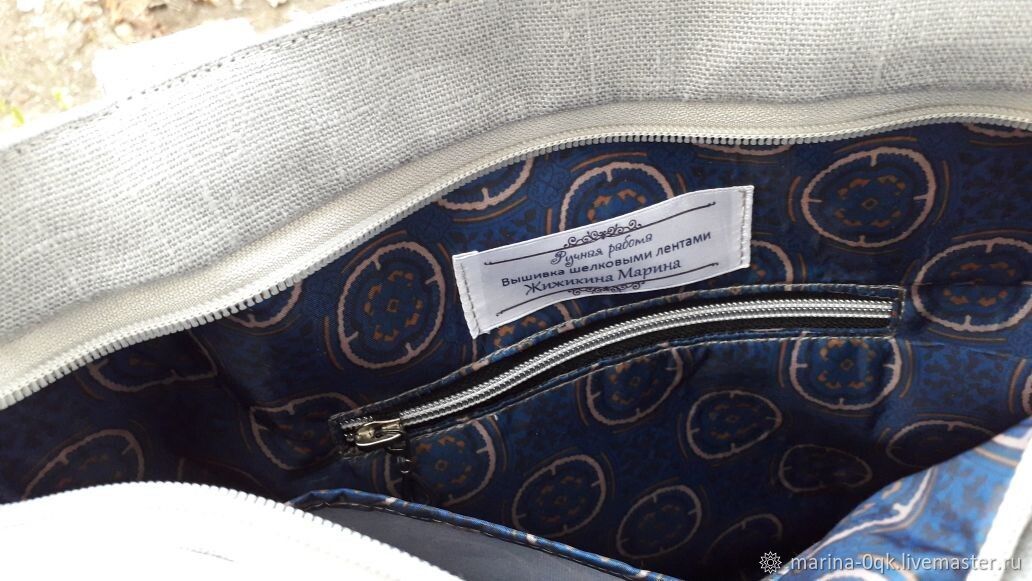 Ручная работа
Вышивка шелковыми лентами
Жижикина Марина
marina-0qk.livemaster.ru